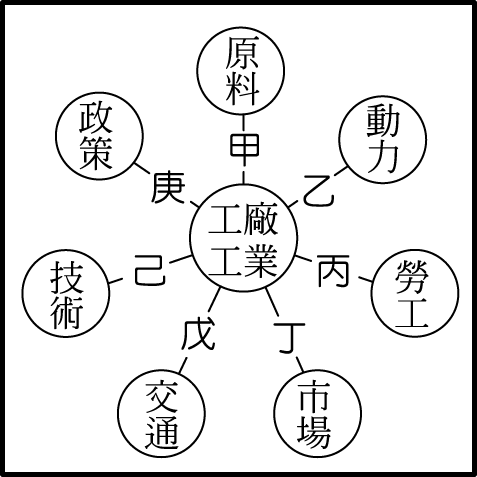 原料
甲
動力
乙
勞工
丙
市場
丁
交通
戊
技術
己
政策
庚
工廠
工業